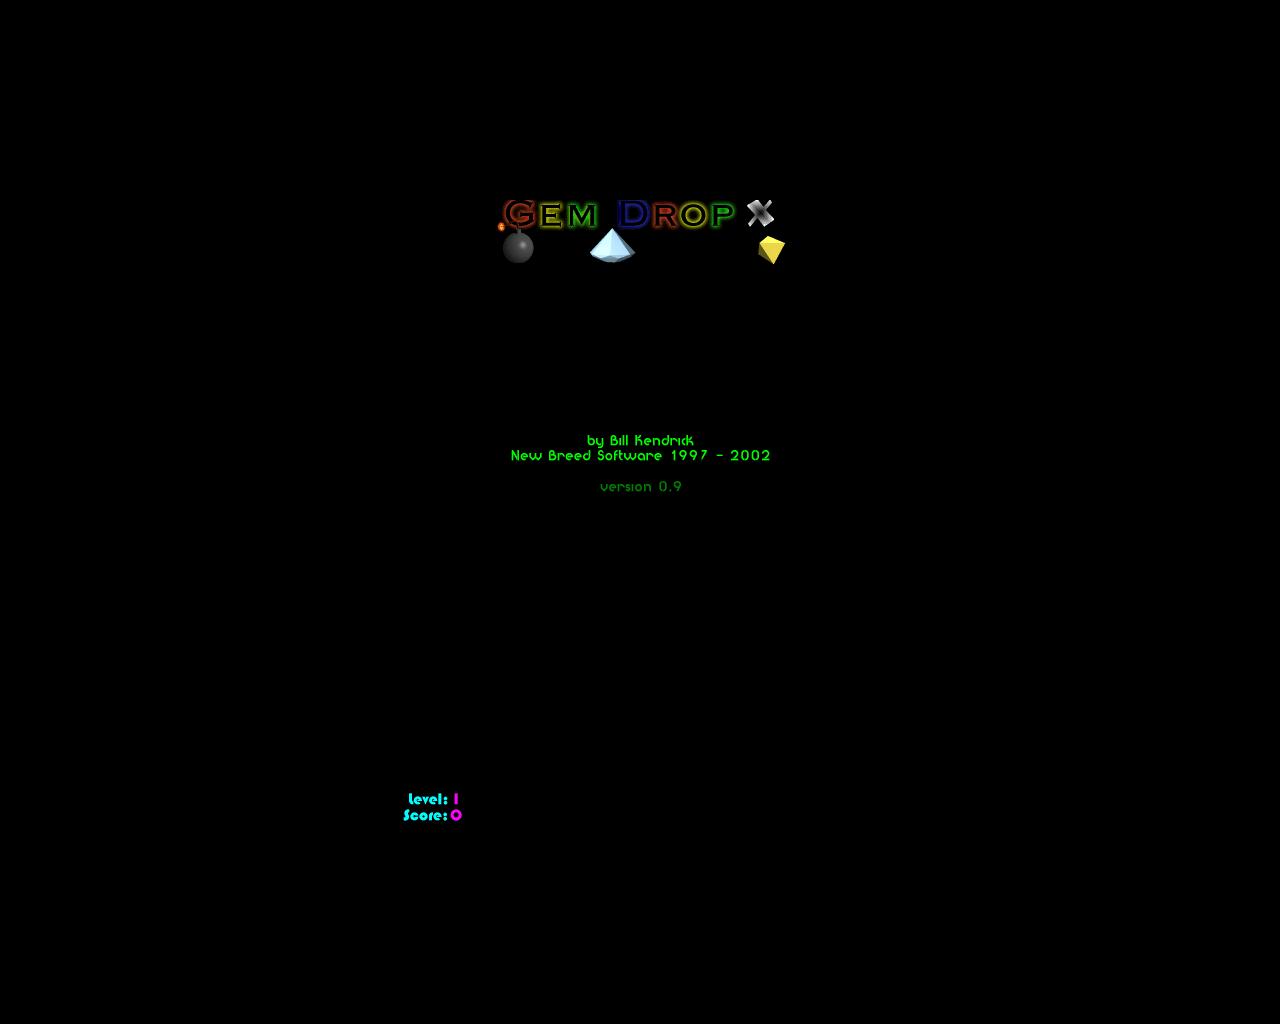 Gem Drop X
by Bill Kendrick
New Breed Software 1997 - 2002
version 0.9
Level: 1
Score: 0